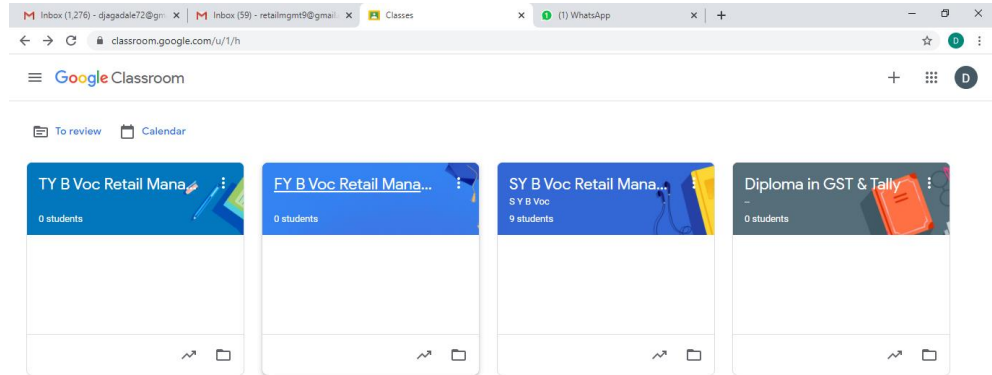 Inbox (1,276) - djagadale72@gm
Inbox (59) - retailmgmt9@gmail.
Classes
(1) WhatsApp
classroom.google.com/u/1/h
D
Google Classroom
D
To review
Calendar
TY B Voc Retail Mana...
0 students
FY B Voc Retail Mana...
0 students
SY B Voc Retail Mana...
S Y B Voc
9 students
Diploma in GST & Tally
–
0 students